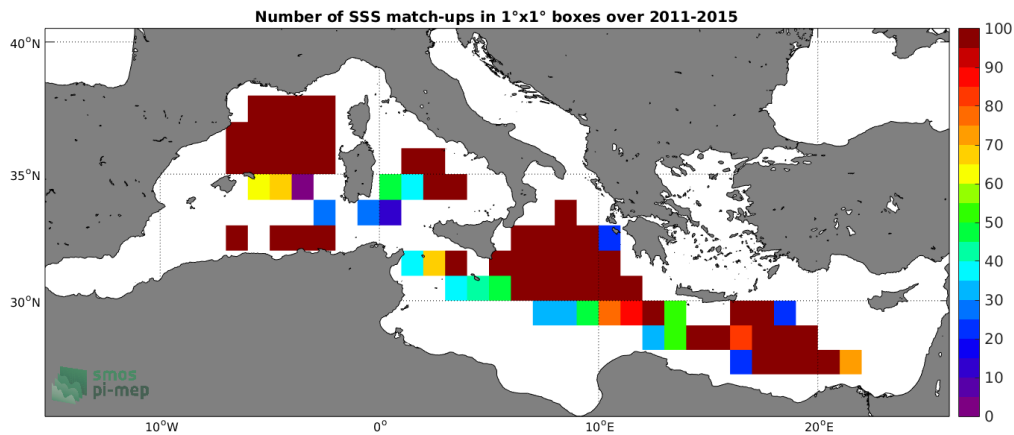 Number of SSS match-ups in 1°x1° boxes over 2011-2015
40°N
35°N
30°N
10°W
0°
10°E
20°E
100
90
80
70
60
50
40
30
20
10
0
smos
pi-mep